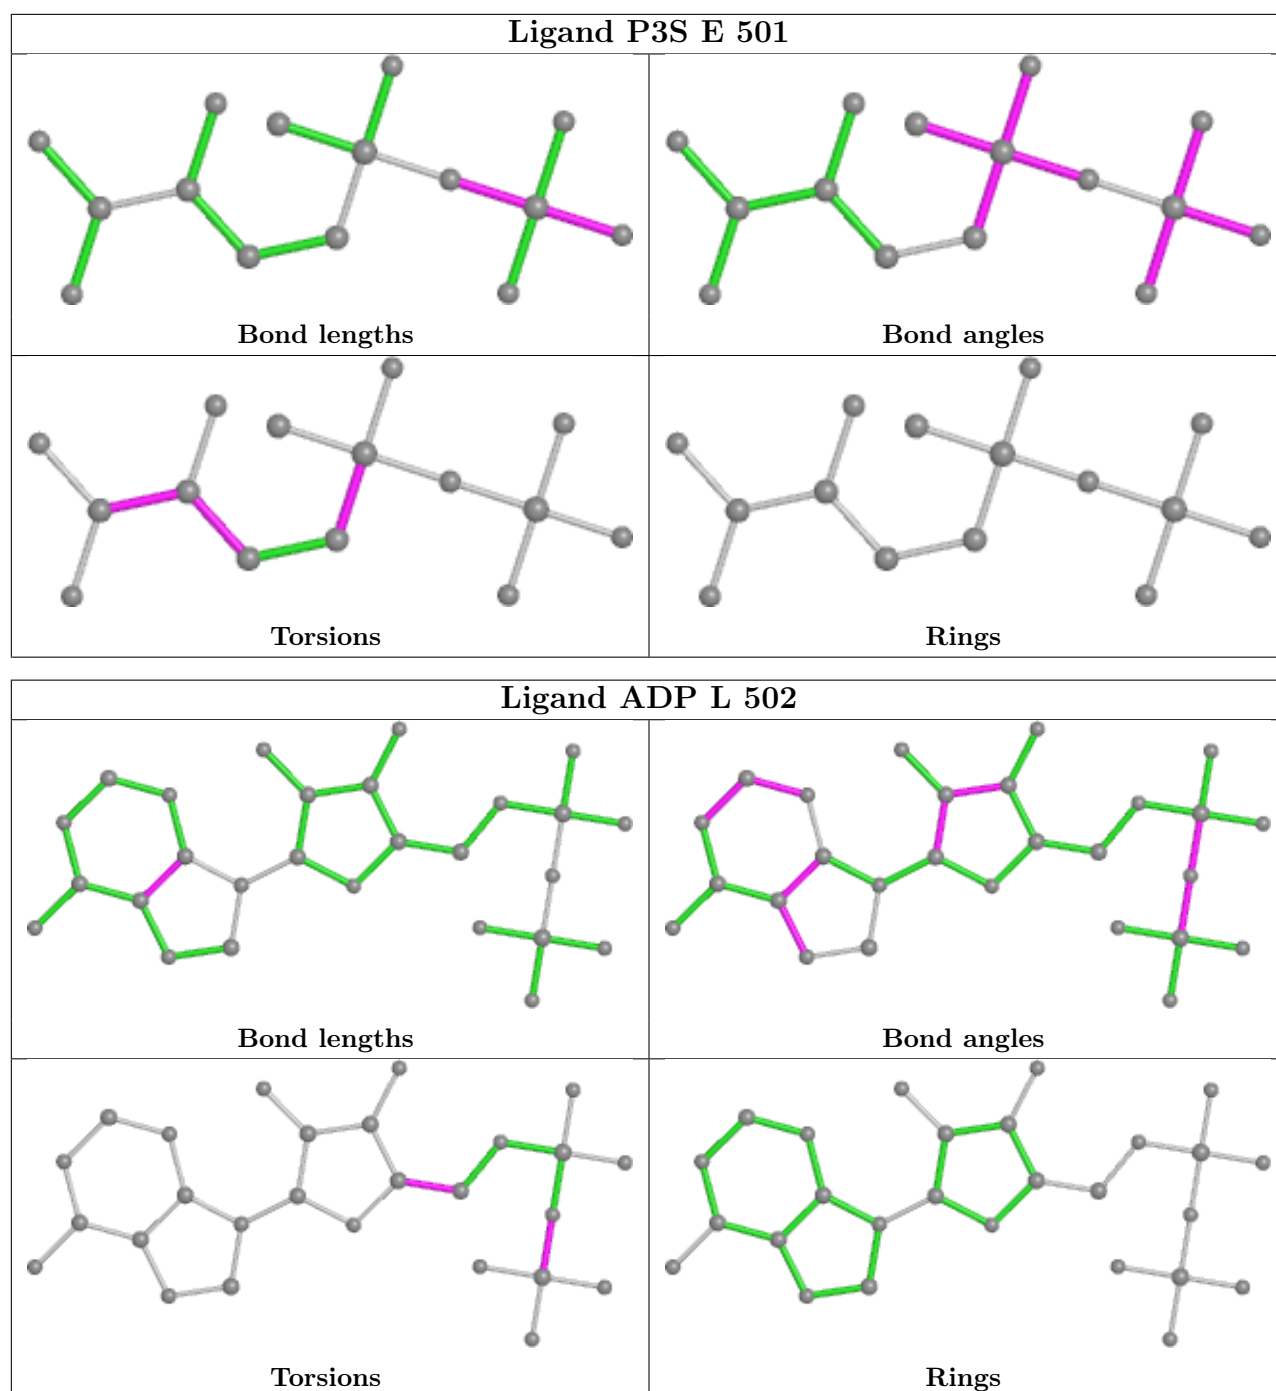 Ligand P3S E 501
Bond lengths
Bond angles
Torsions
Rings
Ligand ADP L 502
Bond lengths
Bond angles
Torsions
Rings